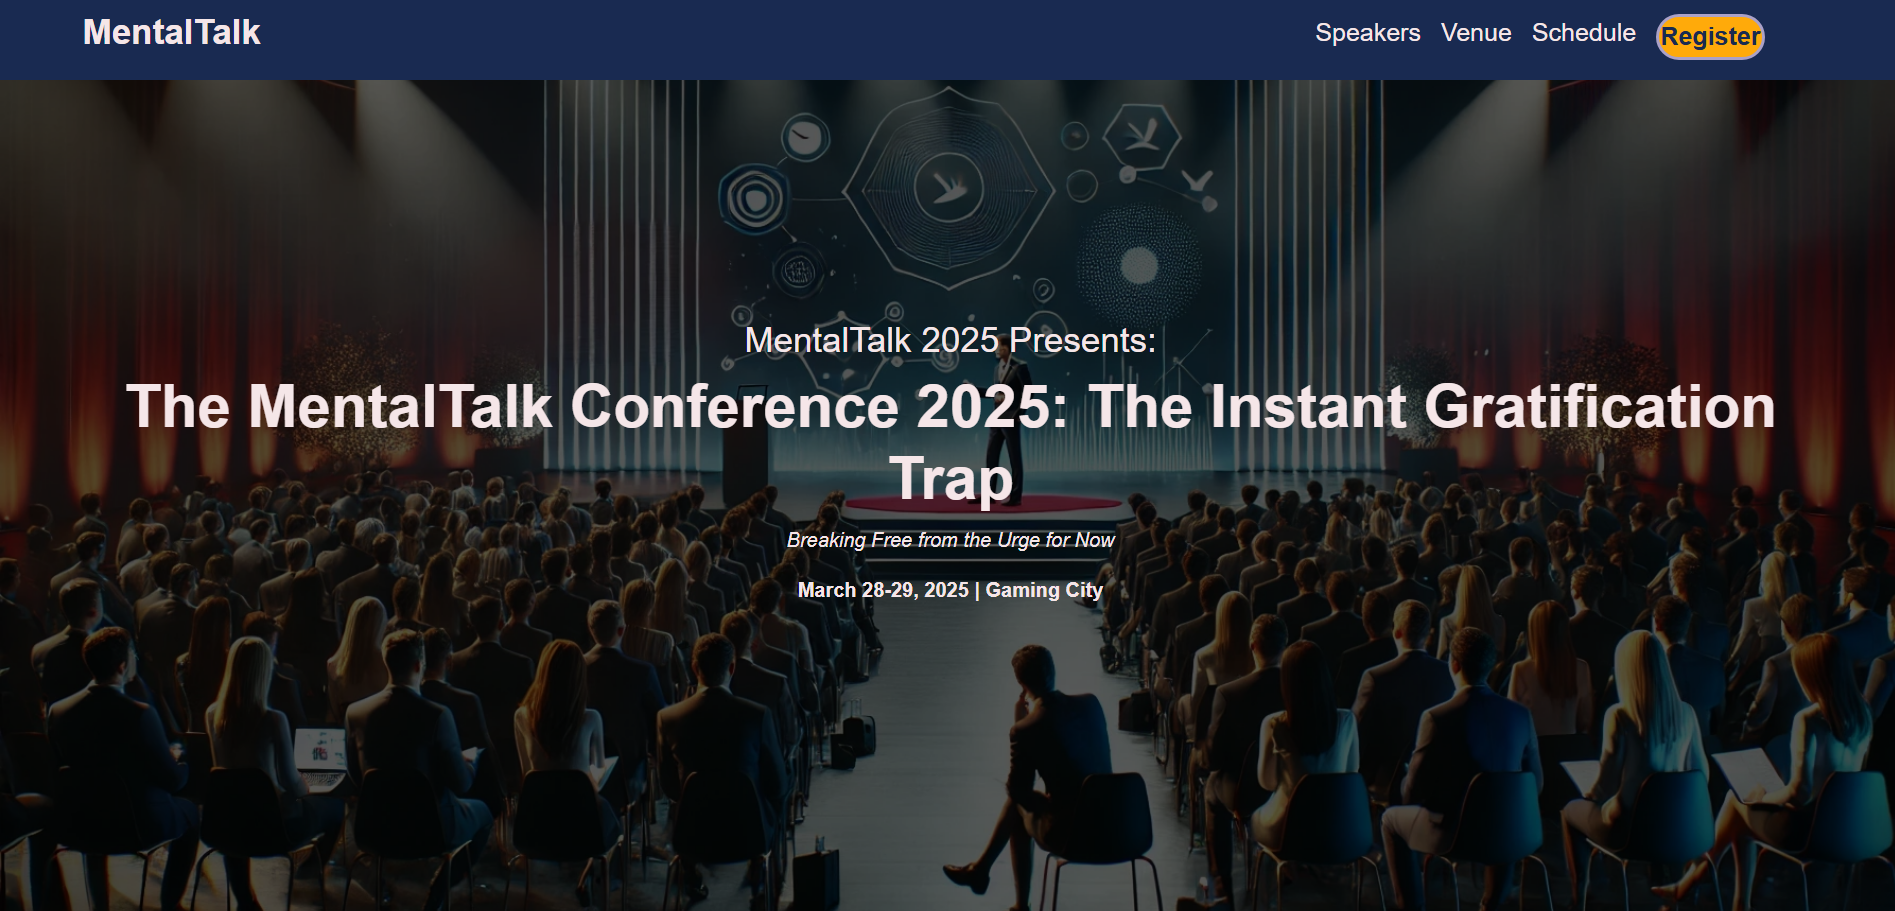 MentalTalk
Speakers Venue Schedule Register
MentalTalk 2025 Presents:
The MentalTalk Conference 2025: The Instant Gratification
Trap
Breaking Free from the Urge for Now
March 28-29, 2025 | Gaming City